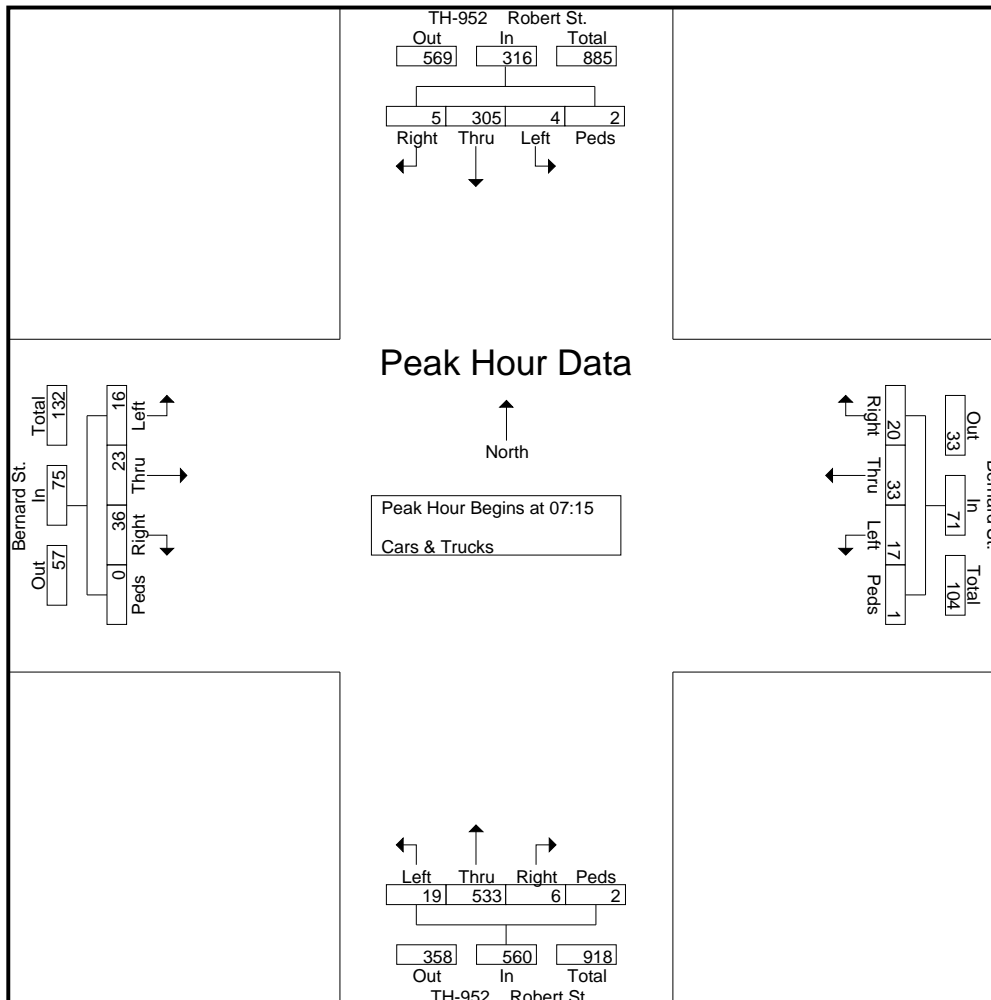 TH-952 Robert St.
Out In Total
569 316 885
5 305 4 2
Right Thru Left Peds
Peak Hour Data
North
Peak Hour Begins at 07:15
Cars & Trucks
Bernard St.
Out In Total
57 75 132
16 23 36 0
Left Thru Right Peds
Bernard St.
Out In Total
33 71 104
20 33 17 1
Right Thru Left Peds
Left Thru Right Peds
19 533 6 2
358 560 918
Out In Total
TH-952 Robert St.